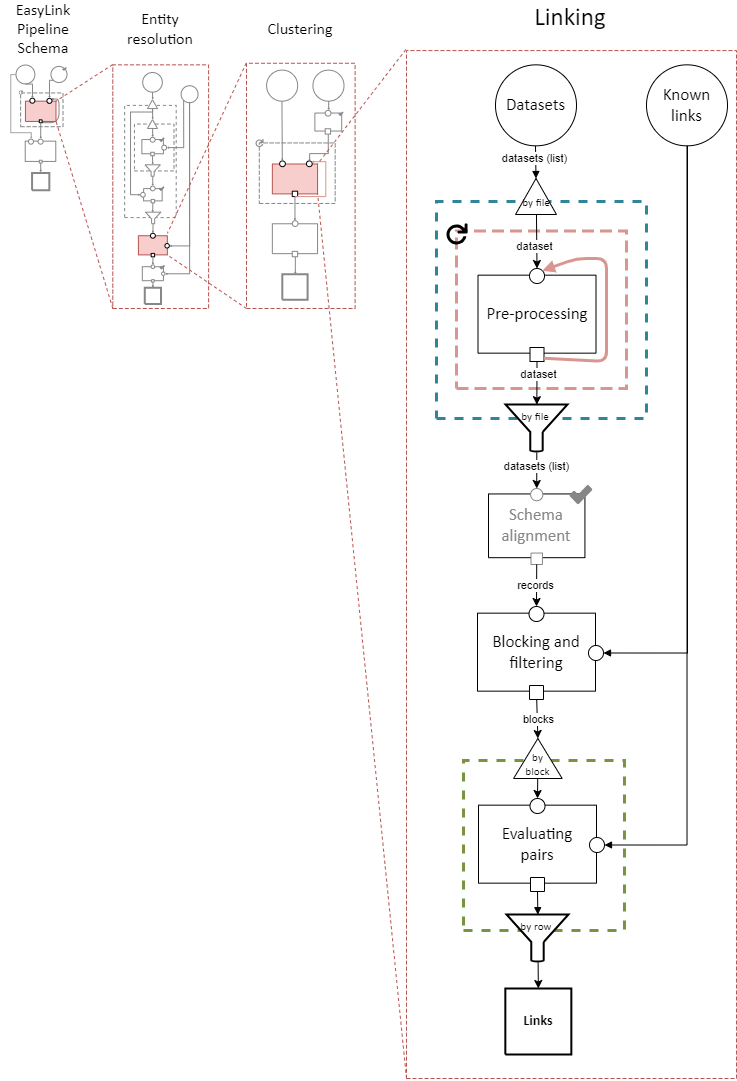 EasyLink
Pipeline
Schema
Entity
resolution
Clustering
Linking
Datasets
Known
links
datasets (list)
by file
dataset
Pre-processing
dataset
by file
datasets (list)
Schema
alignment
records
Blocking and
filtering
blocks
by
block
Evaluating
pairs
by row
Links